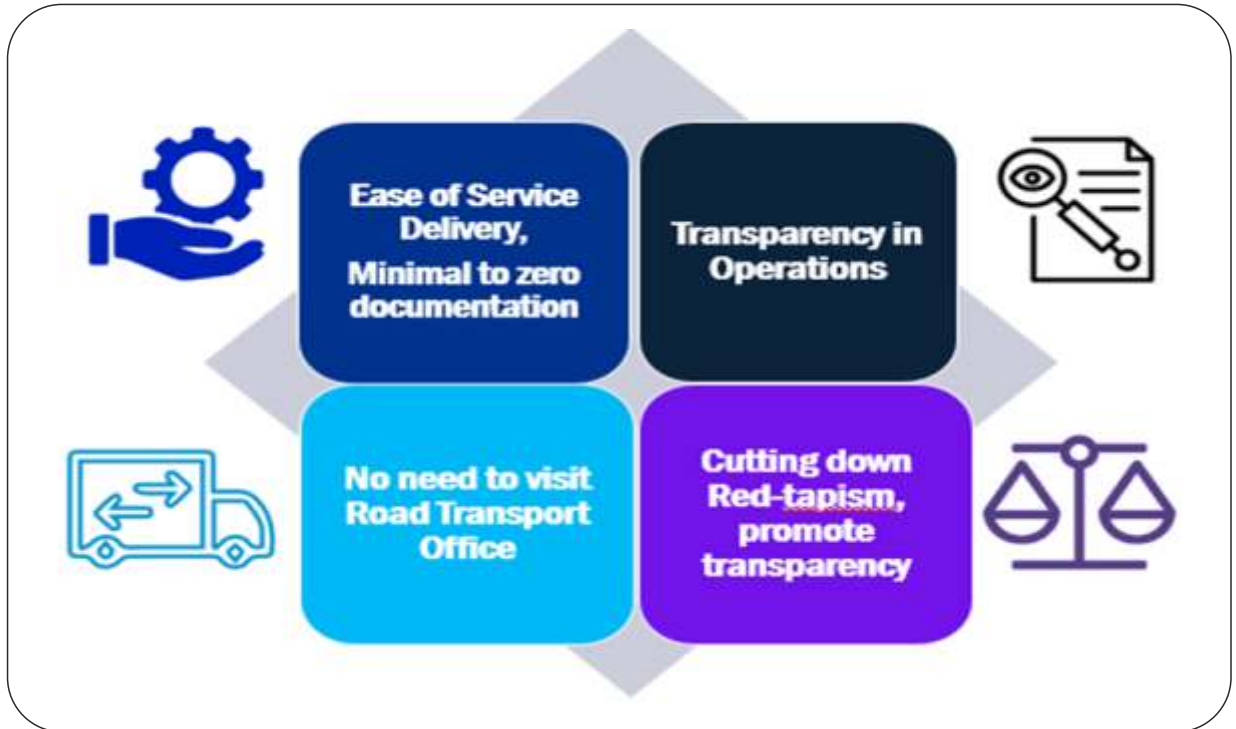 Ease of Service
Delivery,
Minimal to zero
documentation
Transparency in
Operations
No need to visit
Road Transport
Office
Cutting down
Red-tapism,
promote
transparency